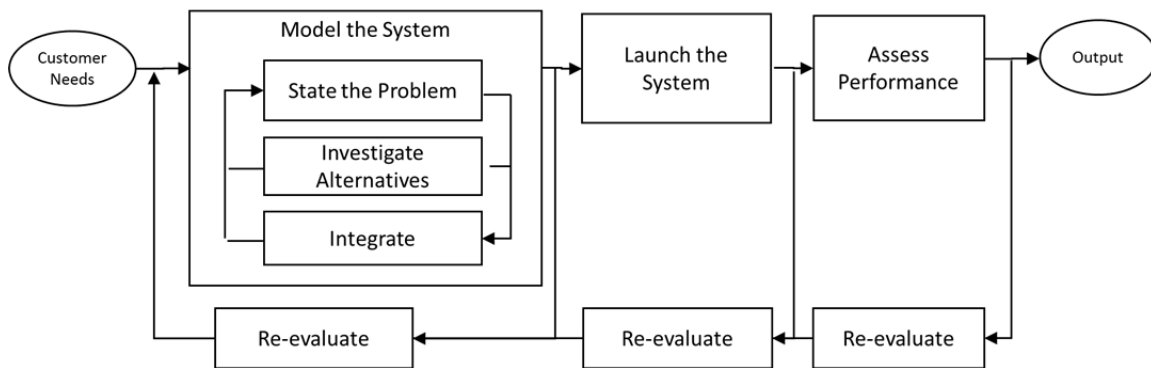 Customer
Needs
Model the System
State the Problem
Investigate
Alternatives
Integrate
Launch the
System
Assess
Performance
Output
Re-evaluate
Re-evaluate
Re-evaluate